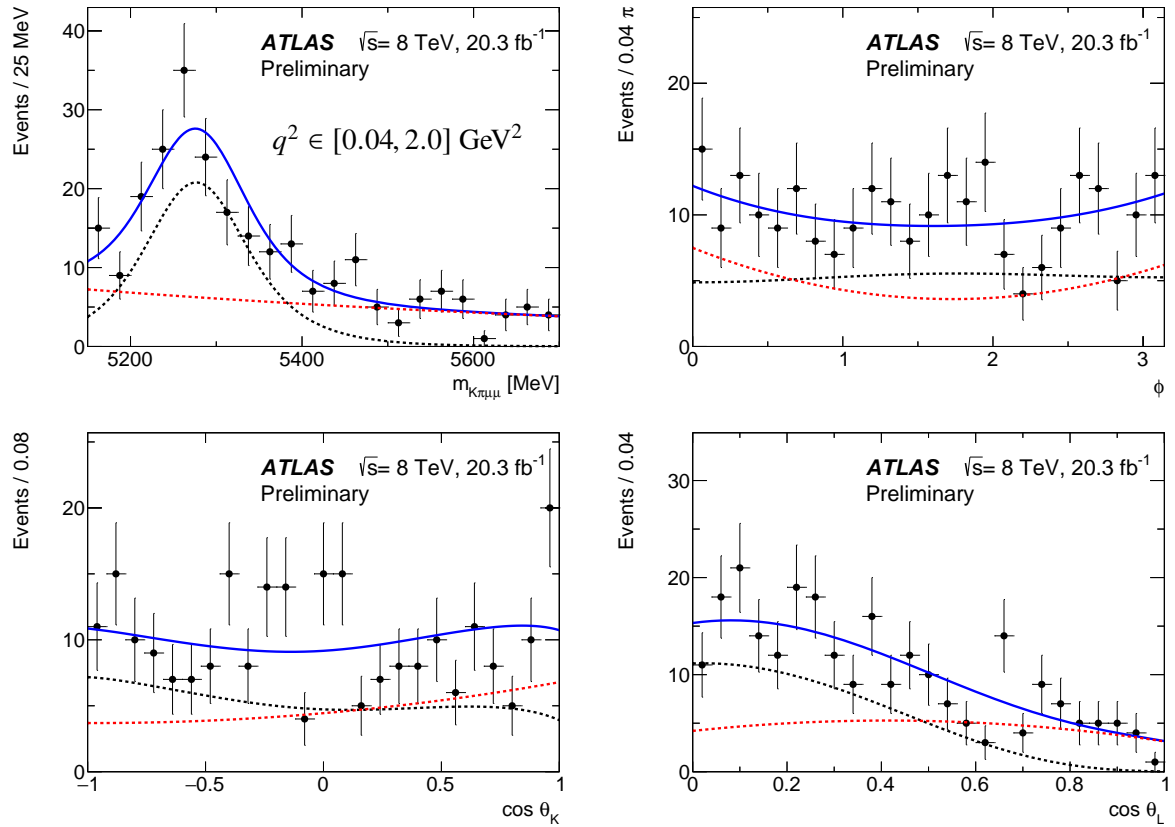 Events / 25 MeV
40
30
20
10
0
ATLAS √s= 8 TeV, 20.3 fb⁻¹
Preliminary
q² ∈ [0.04, 2.0] GeV²
5200 5400 5600
m_Kπμμ [MeV]
Events / 0.04 π
20
10
0
ATLAS √s= 8 TeV, 20.3 fb⁻¹
Preliminary
0 1 2 3
ϕ
Events / 0.08
20
10
0
ATLAS √s= 8 TeV, 20.3 fb⁻¹
Preliminary
−1 −0.5 0 0.5 1
cos θ_K
Events / 0.04
30
20
10
0
ATLAS √s= 8 TeV, 20.3 fb⁻¹
Preliminary
0 0.2 0.4 0.6 0.8 1
cos θ_L